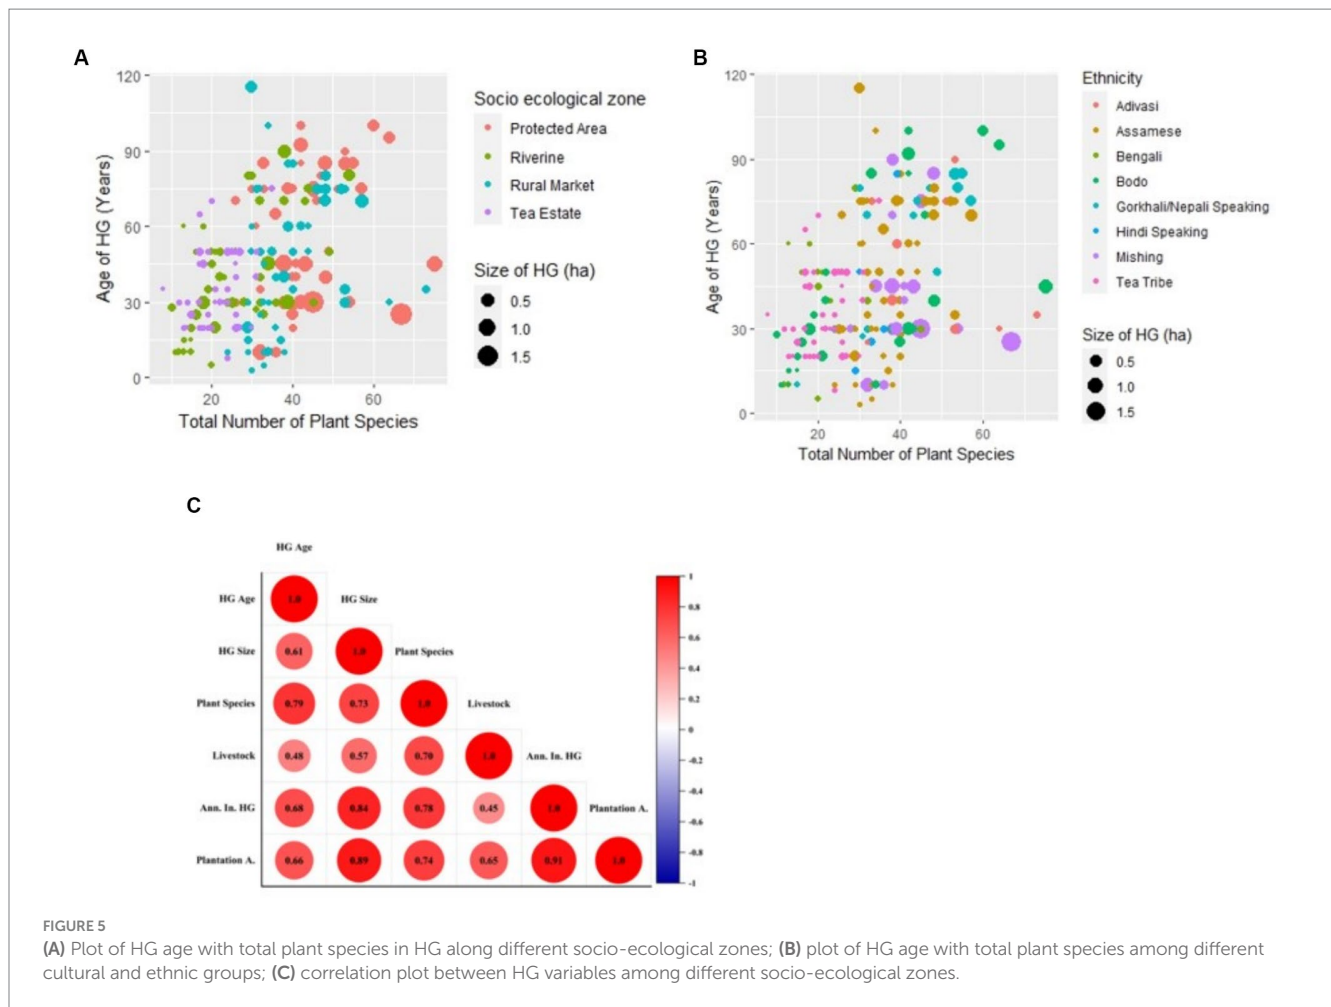 A
120
90
60
30
0
20
40
60
Age of HG (Years)
Total Number of Plant Species
Socio ecological zone
Protected Area
Riverine
Rural Market
Tea Estate
Size of HG (ha)
0.5
1.0
1.5
B
120
90
60
30
0
20
40
60
Age of HG (Years)
Total Number of Plant Species
Ethnicity
Adivasi
Assamese
Bengali
Bodo
Gorkhali/Nepali Speaking
Hindi Speaking
Mishing
Tea Tribe
Size of HG (ha)
0.5
1.0
1.5
C
HG Age
HG Age 1.0 HG Size
HG Size 0.61 1.0 Plant Species
Plant Species 0.79 0.73 1.0 Livestock
Livestock 0.48 0.57 0.70 1.0 Ann. In. HG
Ann. In. HG 0.68 0.84 0.78 0.45 1.0 Plantation A.
Plantation A. 0.66 0.89 0.74 0.65 0.91 1.0
1
0.8
0.6
0.4
0.2
0
-0.2
-0.4
-0.6
-0.8
-1
FIGURE 5
(A) Plot of HG age with total plant species in HG along different socio-ecological zones; (B) plot of HG age with total plant species among different
cultural and ethnic groups; (C) correlation plot between HG variables among different socio-ecological zones.